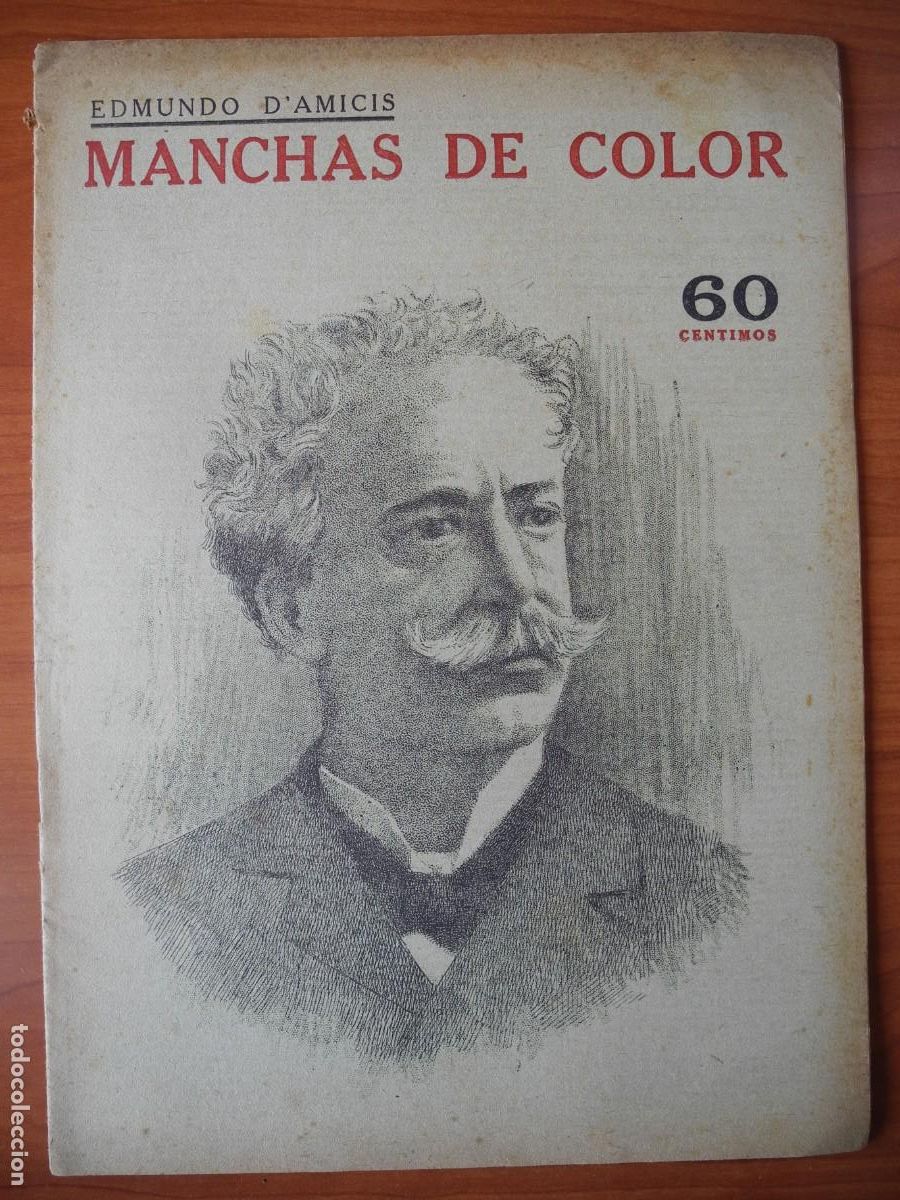 EDMUNDO D'AMICIS
MANCHAS DE COLOR
60
CENTIMOS
todocoleccion